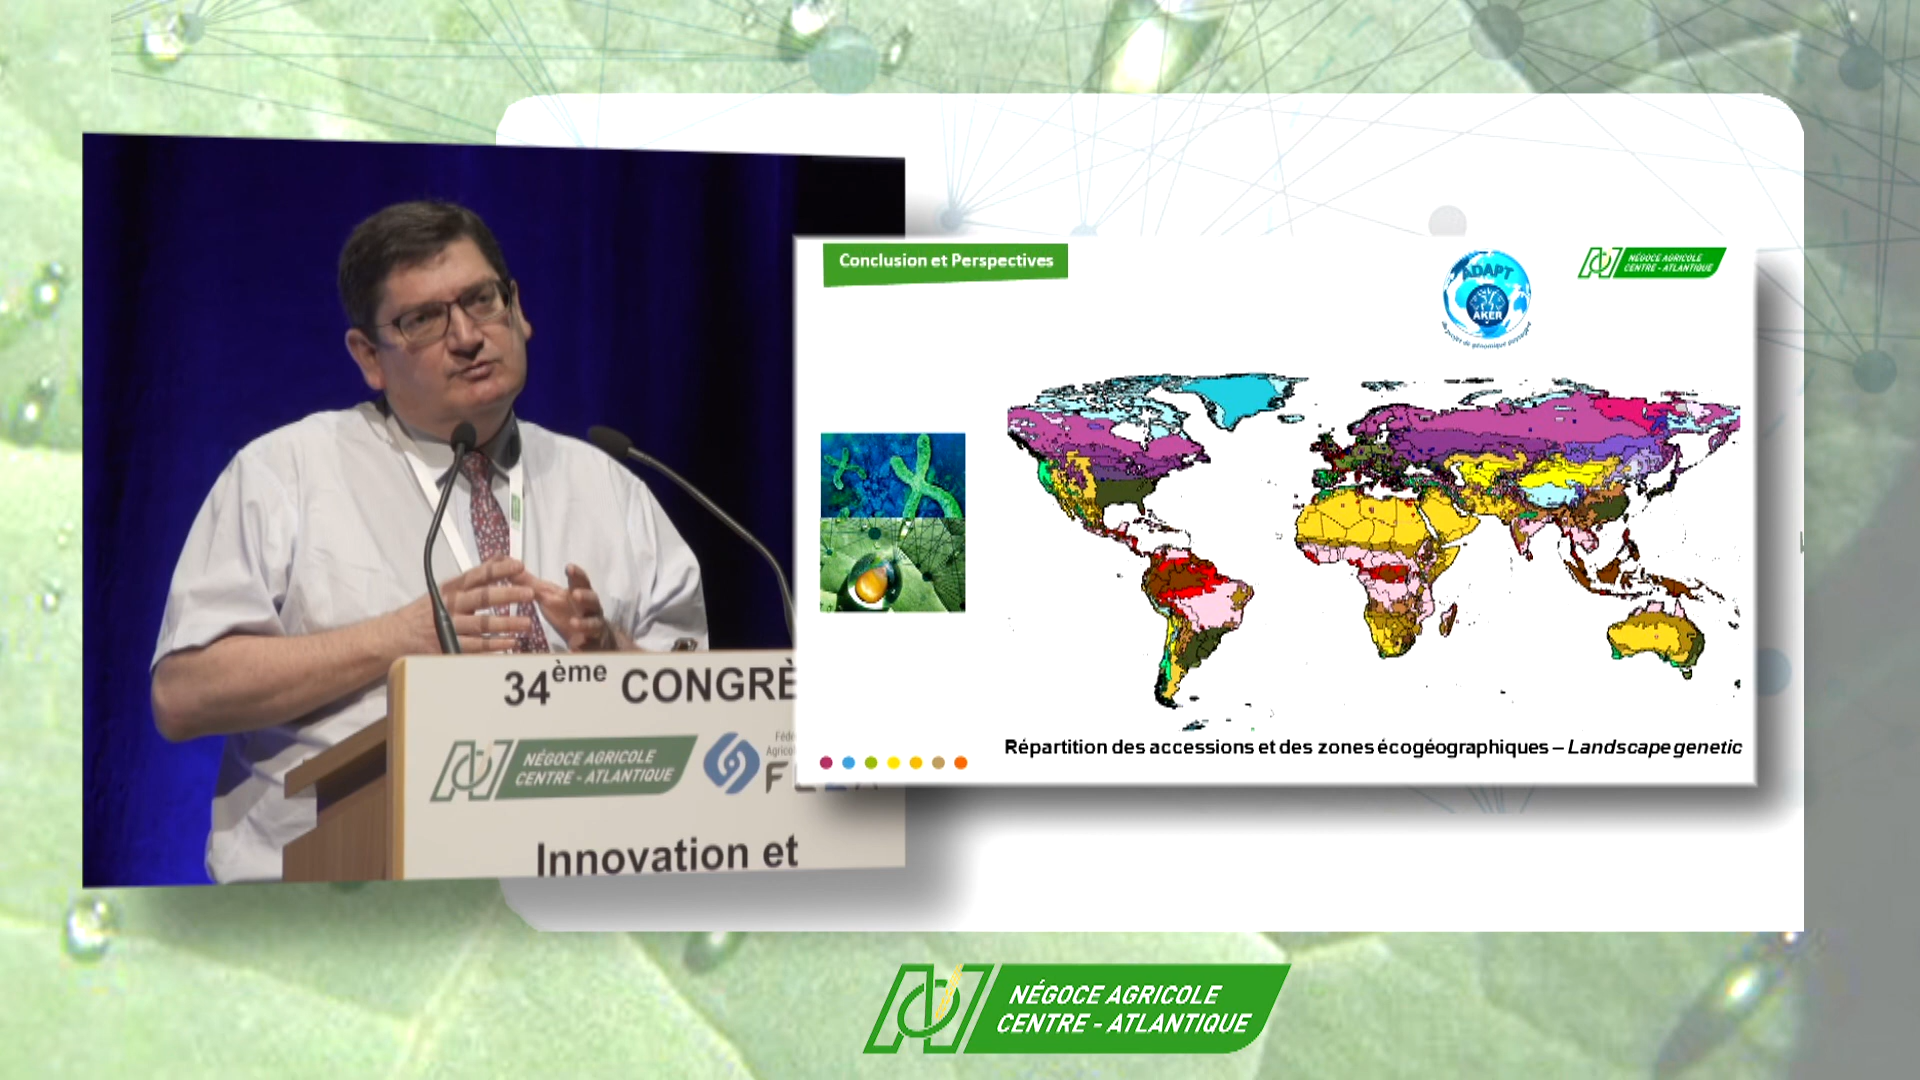 Conclusion et Perspectives
ADAPT
AKER
NÉGOCE AGRICOLE
CENTRE - ATLANTIQUE
Répartition des accessions et des zones écogéographiques – Landscape genetic
34ème CONGRÈ
NÉGOCE AGRICOLE
CENTRE - ATLANTIQUE
Innovation et
NÉGOCE AGRICOLE
CENTRE - ATLANTIQUE